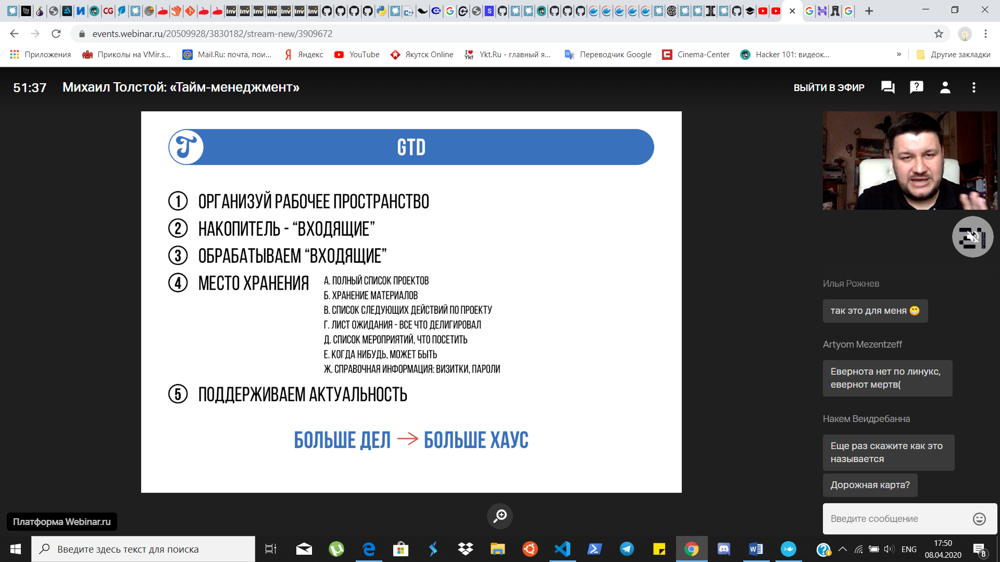 events.webinar.ru/20509928/3830182/stream-new/3909672
Приложения
Приколы на VMir.s...
Mail.Ru: почта, пои...
Яндекс
YouTube
Якутск Online
Ykt.Ru - главный я...
Переводчик Google
Cinema-Center
Hacker 101: видеок...
»
Другие закладки
51:37
Михаил Толстой: «Тайм-менеджмент»
ВЫЙТИ В ЭФИР
GTD
1 ОРГАНИЗУЙ РАБОЧЕЕ ПРОСТРАНСТВО
2 НАКОПИТЕЛЬ - “ВХОДЯЩИЕ”
3 ОБРАБАТЫВАЕМ “ВХОДЯЩИЕ”
4 МЕСТО ХРАНЕНИЯ
А. ПОЛНЫЙ СПИСОК ПРОЕКТОВ
Б. ХРАНЕНИЕ МАТЕРИАЛОВ
В. СПИСОК СЛЕДУЮЩИХ ДЕЙСТВИЙ ПО ПРОЕКТУ
Г. ЛИСТ ОЖИДАНИЯ - ВСЕ ЧТО ДЕЛИГИРОВАЛ
Д. СПИСОК МЕРОПРИЯТИЙ, ЧТО ПОСЕТИТЬ
Е. КОГДА НИБУДЬ, МОЖЕТ БЫТЬ
Ж. СПРАВОЧНАЯ ИНФОРМАЦИЯ: ВИЗИТКИ, ПАРОЛИ
5 ПОДДЕРЖИВАЕМ АКТУАЛЬНОСТЬ
БОЛЬШЕ ДЕЛ → БОЛЬШЕ ХАУС
Илья Рожнев
так это для меня 😁
Artyom Mezentzeff
Евернота нет по линукс,
евернот мертв(
Накем Веидребанна
Еще раз скажите как это
называется
Дорожная карта?
Введите сообщение
Платформа Webinar.ru
Введите здесь текст для поиска
ENG
17:50
08.04.2020
8